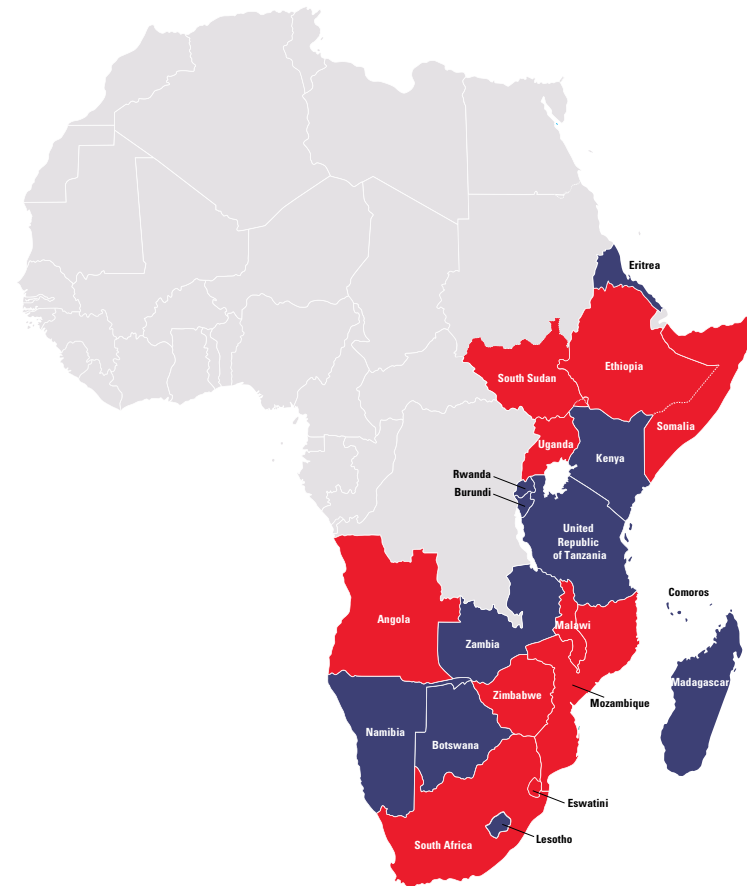 Eritrea
Ethiopia
South Sudan
Somalia
Uganda
Kenya
Rwanda
Burundi
United
Republic
of Tanzania
Comoros
Angola
Malawi
Zambia
Madagascar
Zimbabwe
Mozambique
Namibia
Botswana
Eswatini
Lesotho
South Africa